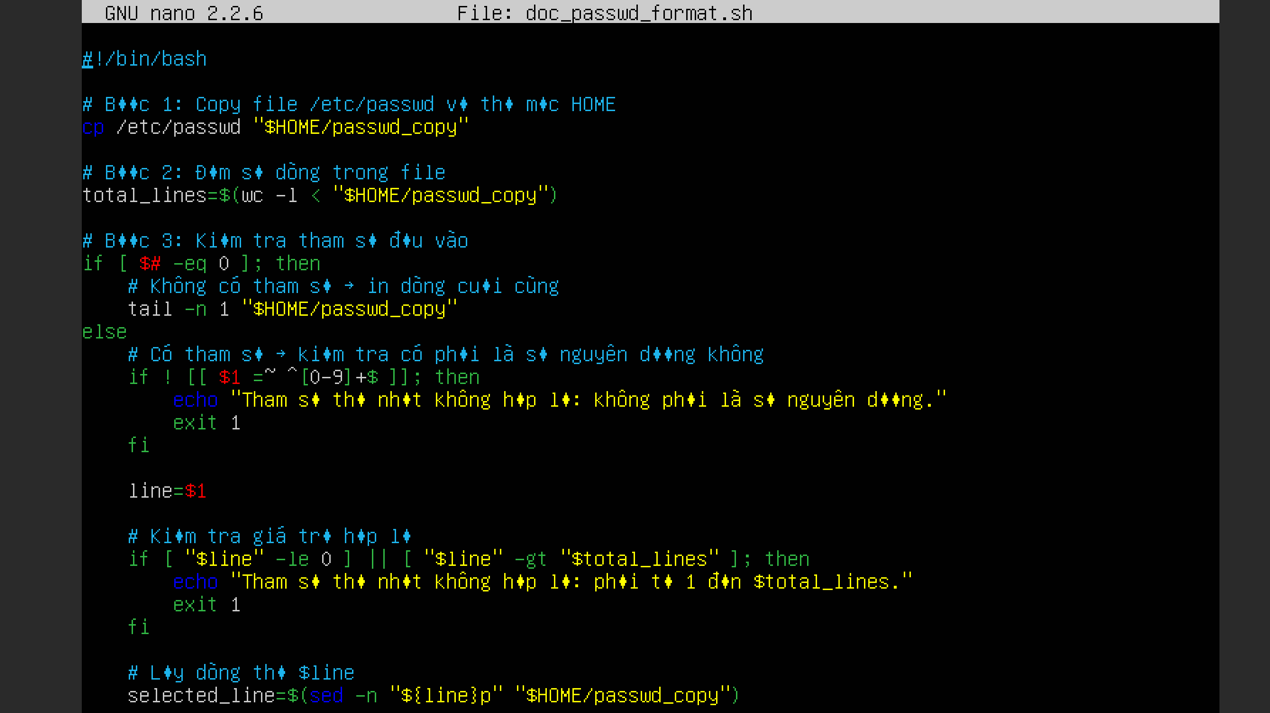 GNU nano 2.2.6 File: doc_passwd_format.sh
#!/bin/bash
# B♦♦c 1: Copy file /etc/passwd v♦ th♦ m♦c HOME
cp /etc/passwd "$HOME/passwd_copy"
# B♦♦c 2: Đ♦m s♦ dòng trong file
total_lines=$(wc -l < "$HOME/passwd_copy")
# B♦♦c 3: Ki♦m tra tham s♦ đ♦u vào
if [ $# -eq 0 ]; then
# Không có tham s♦ → in dòng cu♦i cùng
tail -n 1 "$HOME/passwd_copy"
else
# Có tham s♦ → ki♦m tra có ph♦i là s♦ nguyên d♦♦ng không
if ! [[ $1 =~ ^[0-9]+$ ]]; then
echo "Tham s♦ th♦ nh♦t không h♦p l♦: không ph♦i là s♦ nguyên d♦♦ng."
exit 1
fi
line=$1
# Ki♦m tra giá tr♦ h♦p l♦
if [ "$line" -le 0 ] || [ "$line" -gt "$total_lines" ]; then
echo "Tham s♦ th♦ nh♦t không h♦p l♦: ph♦i t♦ 1 đ♦n $total_lines."
exit 1
fi
# L♦y dòng th♦ $line
selected_line=$(sed -n "${line}p" "$HOME/passwd_copy")